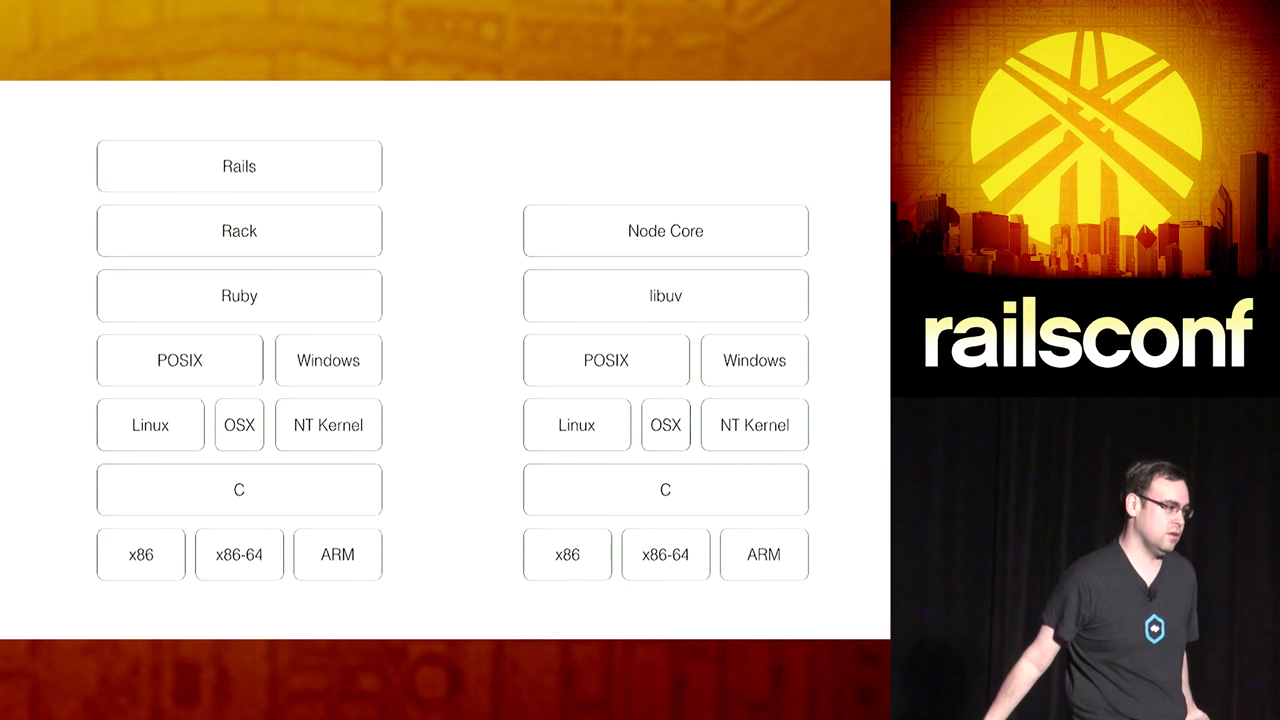 Rails
Rack
Ruby
POSIX Windows
Linux OSX NT Kernel
C
x86 x86-64 ARM
Node Core
libuv
POSIX Windows
Linux OSX NT Kernel
C
x86 x86-64 ARM
railsconf